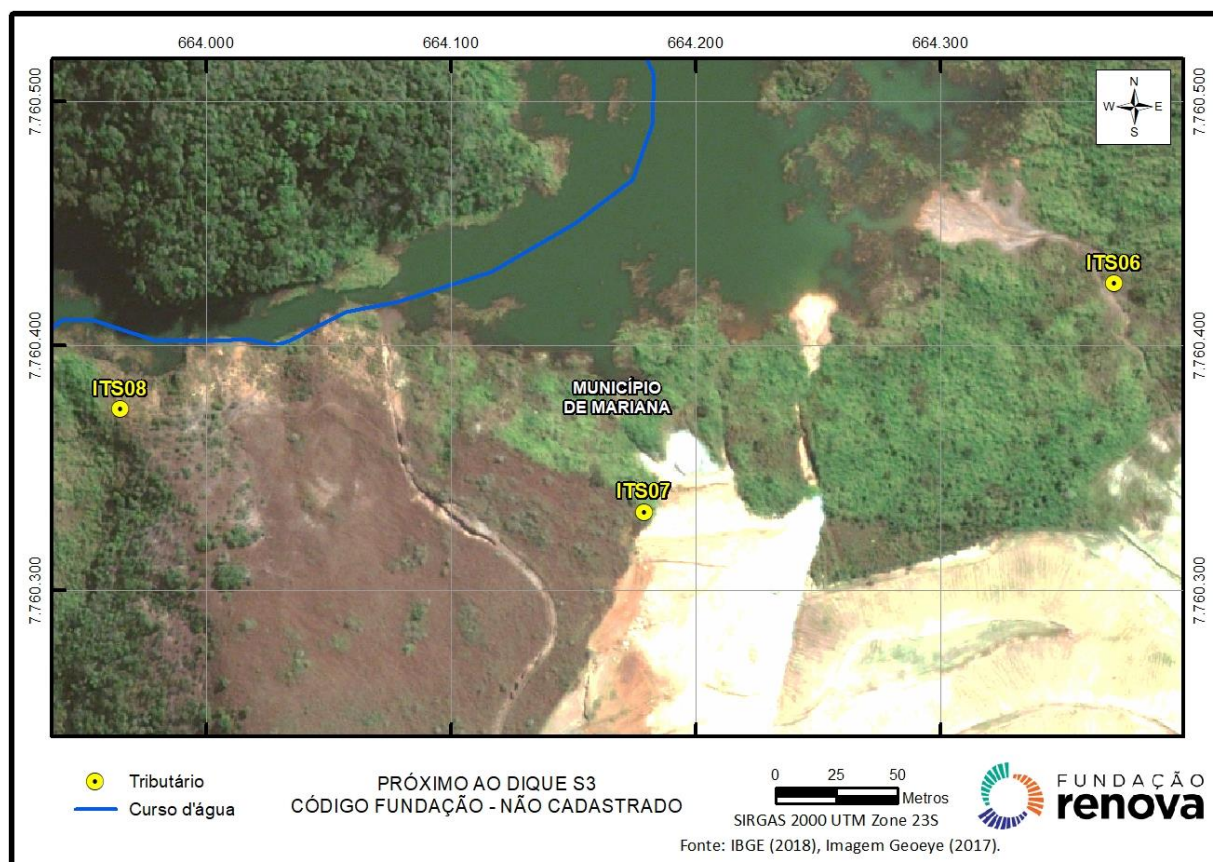 664.000 664.100 664.200 664.300
7.760.500 7.760.500
N
W E
S
ITS06
7.760.400 7.760.400
ITS08
MUNICÍPIO
DE MARIANA
ITS07
7.760.300 7.760.300
Tributário
Curso d'água
PRÓXIMO AO DIQUE S3
CÓDIGO FUNDAÇÃO - NÃO CADASTRADO
0 25 50
Metros
SIRGAS 2000 UTM Zone 23S
Fonte: IBGE (2018), Imagem Geoeye (2017).
FUNDAÇÃO
renova